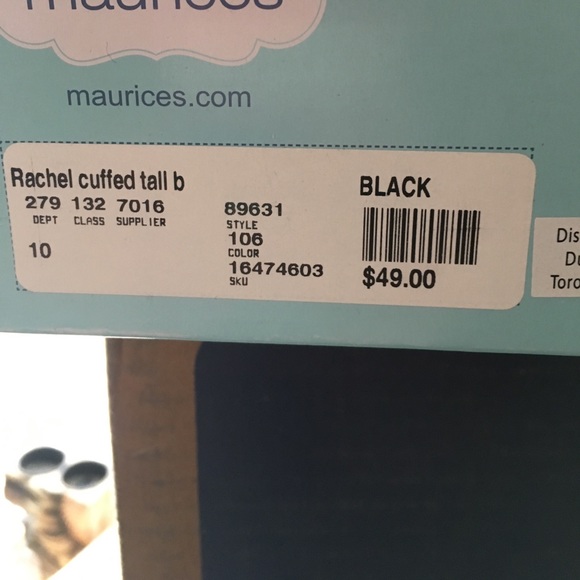 maurices
maurices.com
Rachel cuffed tall b
279 132 7016
DEPT CLASS SUPPLIER
10
89631
STYLE
106
COLOR
16474603
SKU
BLACK
$49.00